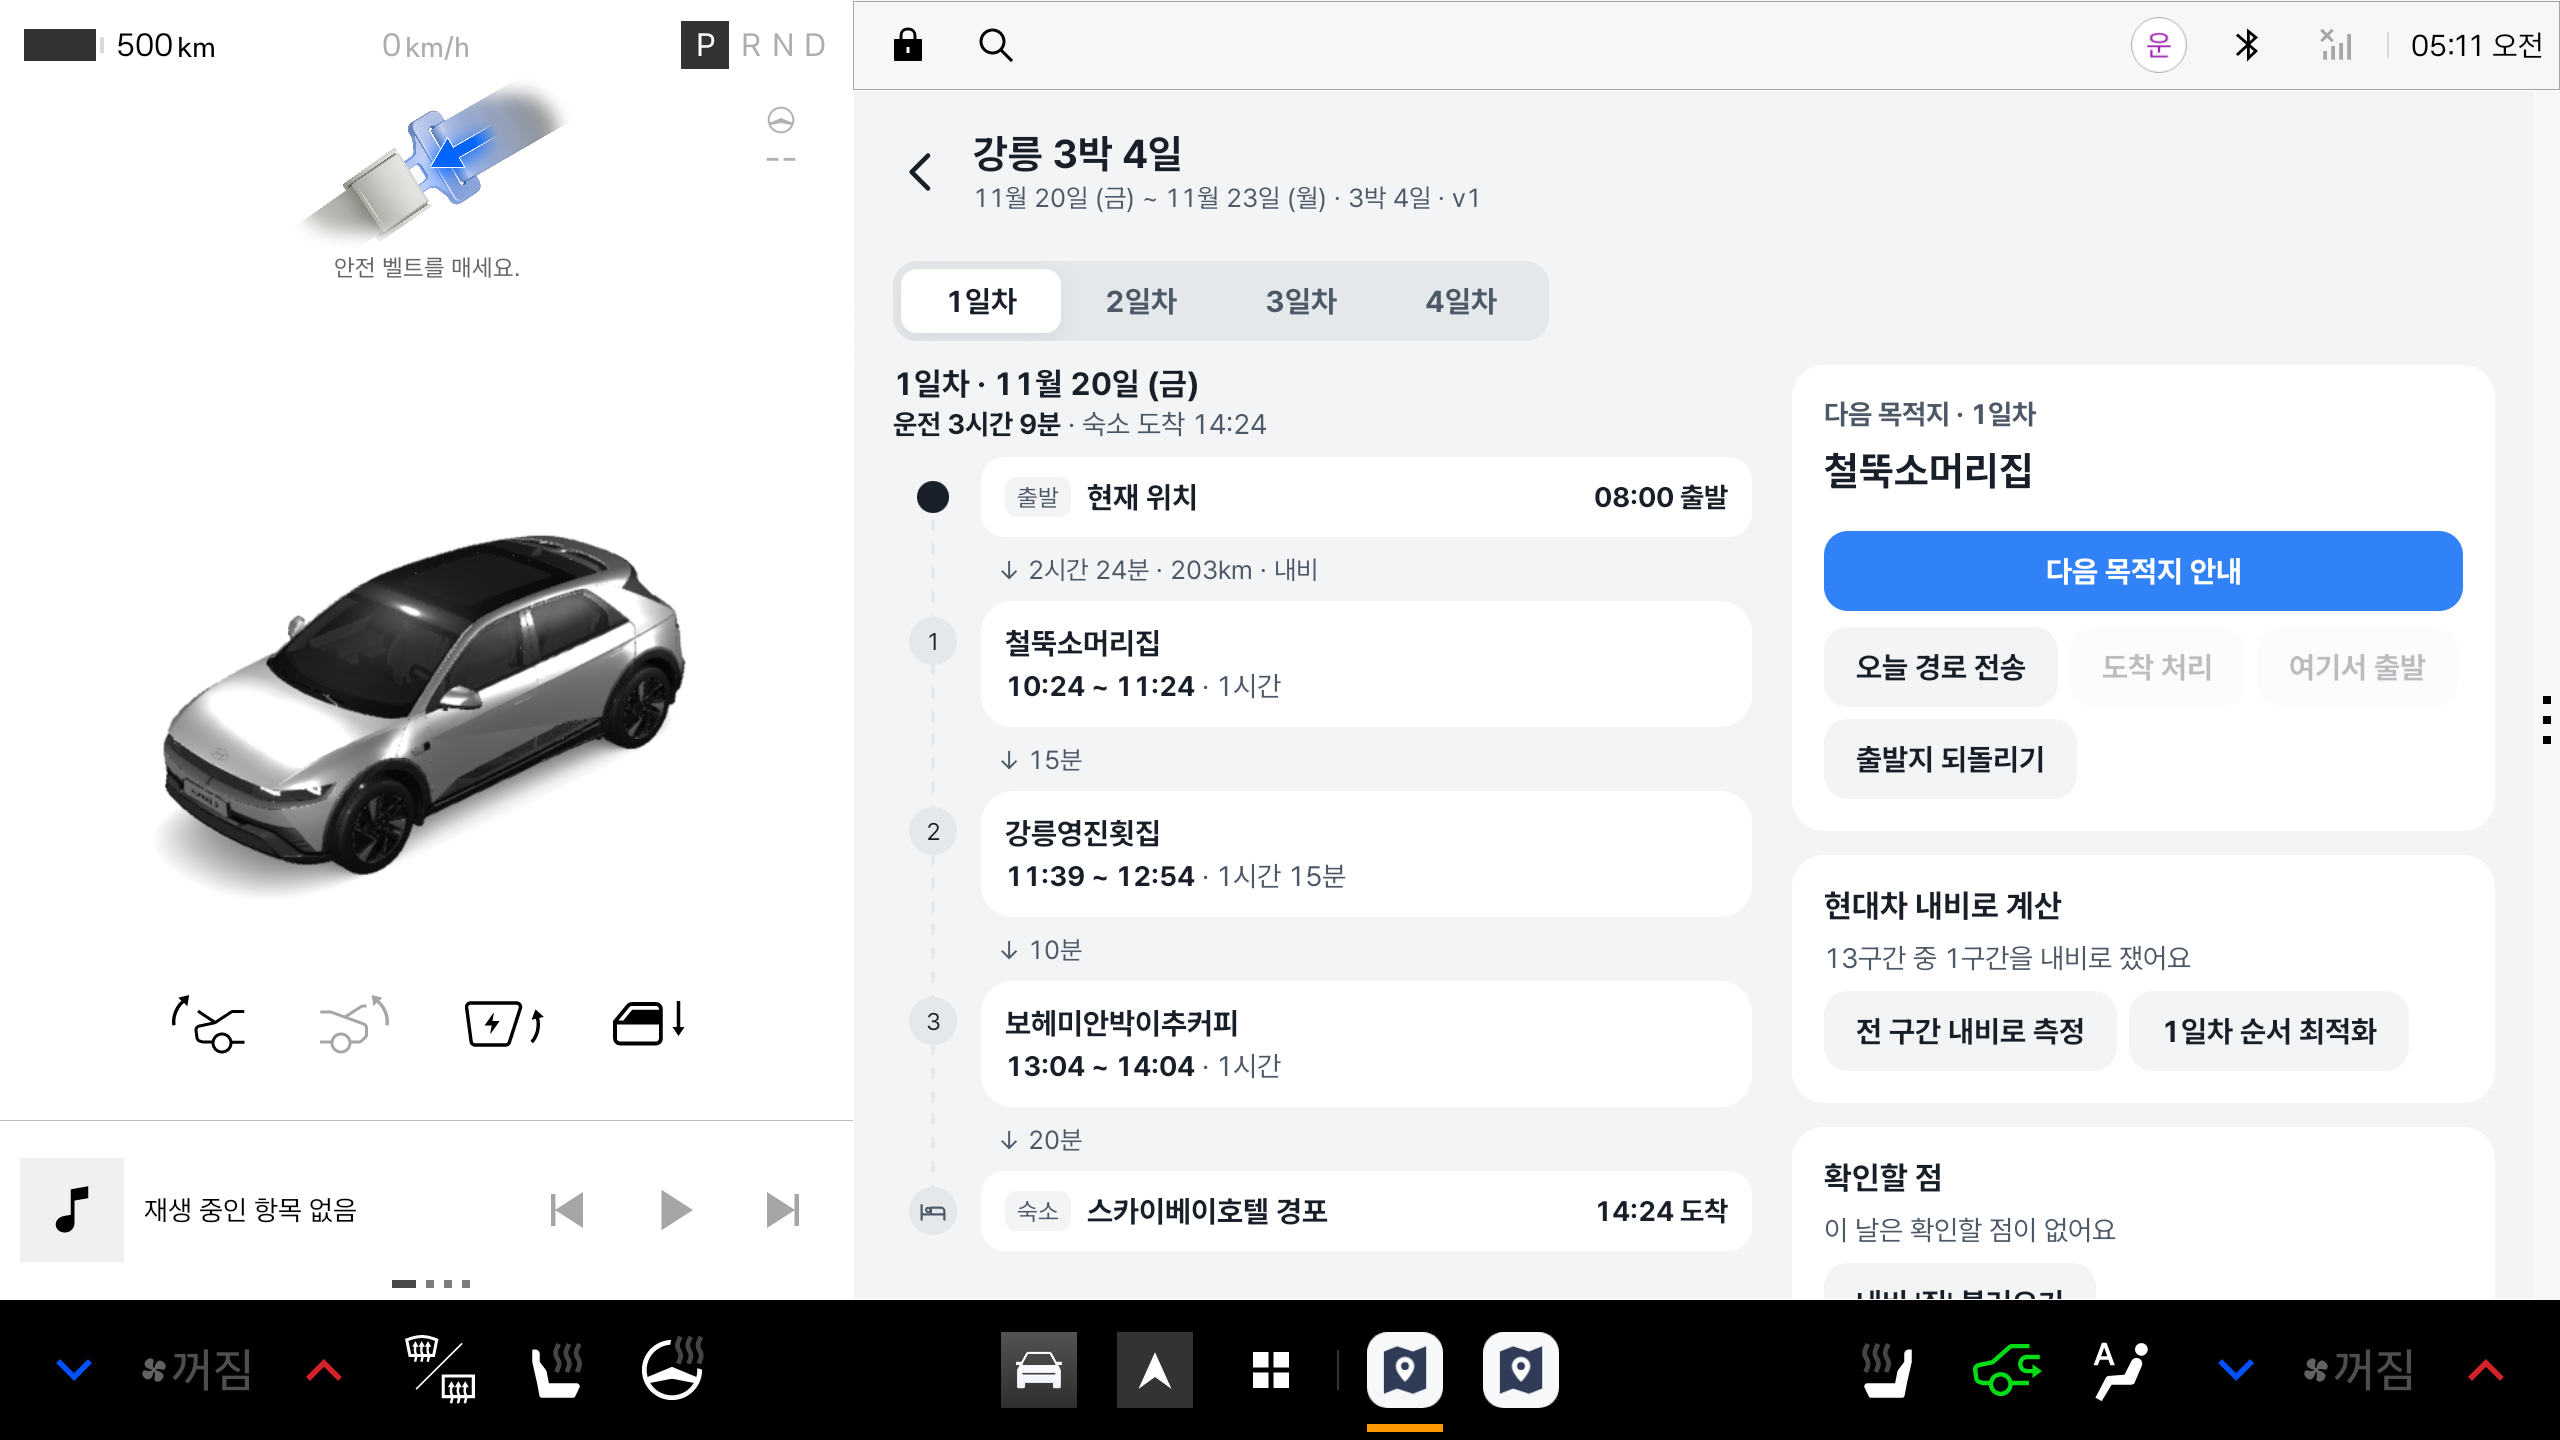 500 km
0 km/h
P R N D
운
05:11 오전
안전 벨트를 매세요.
강릉 3박 4일
11월 20일 (금) ~ 11월 23일 (월) · 3박 4일 · v1
1일차
2일차
3일차
4일차
1일차 · 11월 20일 (금)
운전 3시간 9분 · 숙소 도착 14:24
출발 현재 위치 08:00 출발
↓ 2시간 24분 · 203km · 내비
1 철뚝소머리집
10:24 ~ 11:24 · 1시간
↓ 15분
2 강릉영진횟집
11:39 ~ 12:54 · 1시간 15분
↓ 10분
3 보헤미안박이추커피
13:04 ~ 14:04 · 1시간
↓ 20분
숙소 스카이베이호텔 경포 14:24 도착
다음 목적지 · 1일차
철뚝소머리집
다음 목적지 안내
오늘 경로 전송
도착 처리
여기서 출발
출발지 되돌리기
현대차 내비로 계산
13구간 중 1구간을 내비로 쟀어요
전 구간 내비로 측정
1일차 순서 최적화
확인할 점
이 날은 확인할 점이 없어요
재생 중인 항목 없음
꺼짐
A
꺼짐